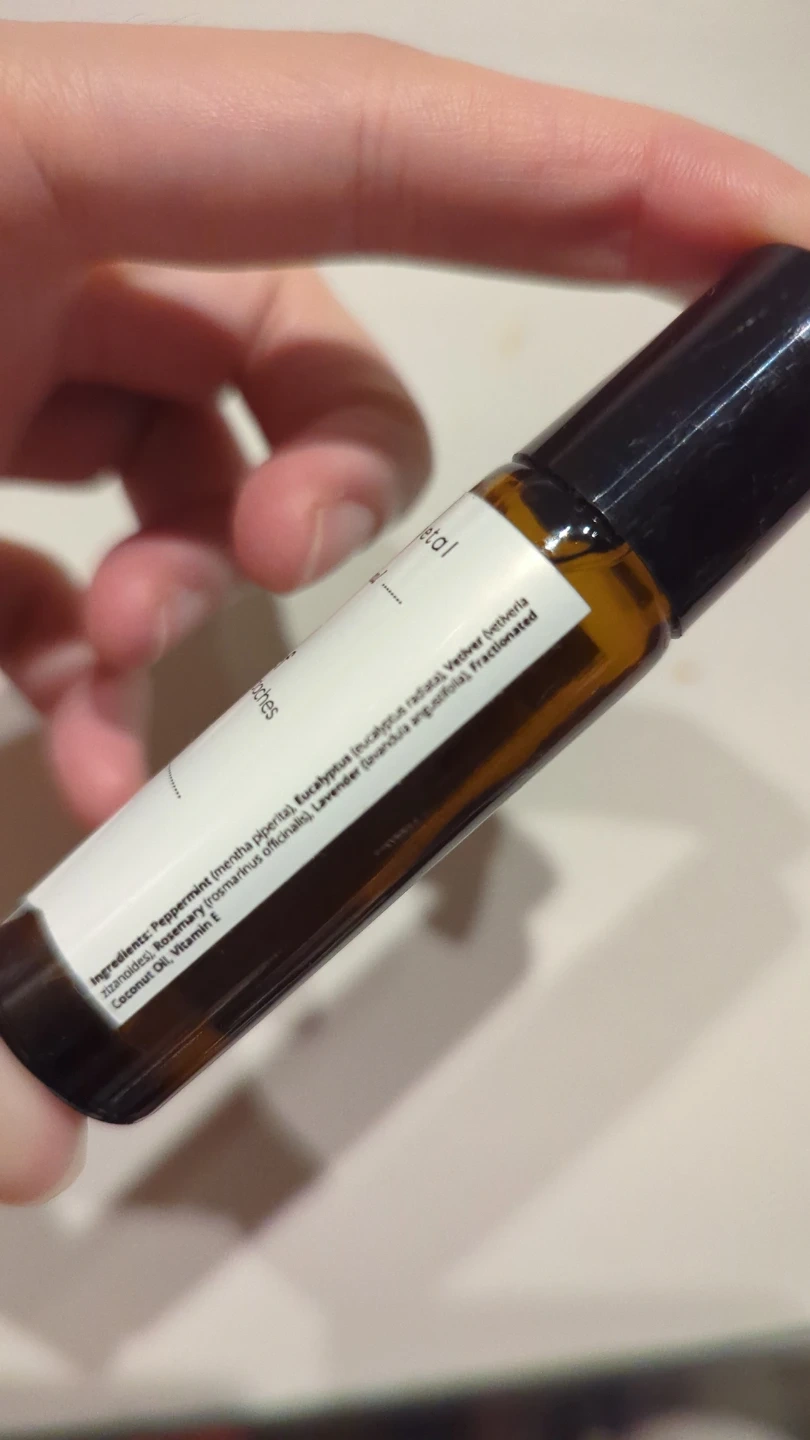 Ingredients: Peppermint (mentha piperita), Eucalyptus (eucalyptus radiata), Vetiver (vetiveria
zizanoides), Rosemary (rosmarinus officinalis), Lavender (lavandula angustifolia), Fractionated
Coconut Oil, Vitamin E